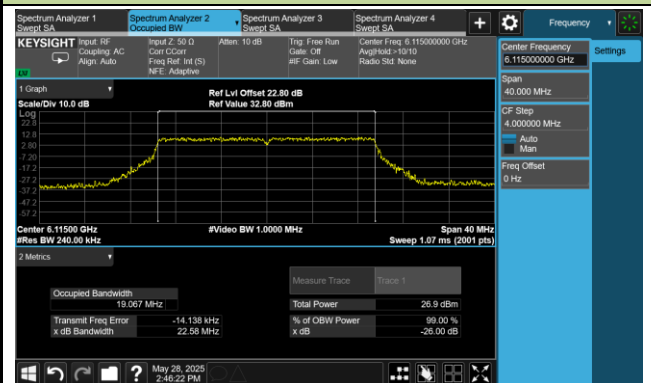 Spectrum Analyzer 1
Swept SA
Spectrum Analyzer 2
Occupied BW
Spectrum Analyzer 3
Swept SA
Spectrum Analyzer 4
Swept SA
+
Frequency
KEYSIGHT
Input: RF
Coupling: AC
Align: Auto
Input Z: 50 Ω
Corr CCorr
Freq Ref: Int (S)
NFE: Adaptive
Atten: 10 dB
Trig: Free Run
Gate: Off
#IF Gain: Low
Center Freq: 6.115000000 GHz
Avg|Hold:>10/10
Radio Std: None
Center Frequency
6.115000000 GHz
Settings
Span
40.000 MHz
CF Step
4.000000 MHz
Auto
Man
Freq Offset
0 Hz
1 Graph
Scale/Div 10.0 dB
Ref Lvl Offset 22.80 dB
Ref Value 32.80 dBm
Log
22.8
12.8
2.80
-7.20
-17.2
-27.2
-37.2
-47.2
-57.2
Center 6.11500 GHz
#Video BW 1.0000 MHz
Span 40 MHz
#Res BW 240.00 kHz
Sweep 1.07 ms (2001 pts)
2 Metrics
Measure Trace
Trace 1
Occupied Bandwidth
19.067 MHz
Total Power
26.9 dBm
Transmit Freq Error
-14.138 kHz
% of OBW Power
99.00 %
x dB Bandwidth
22.58 MHz
x dB
-26.00 dB
?
May 28, 2025
2:46:22 PM